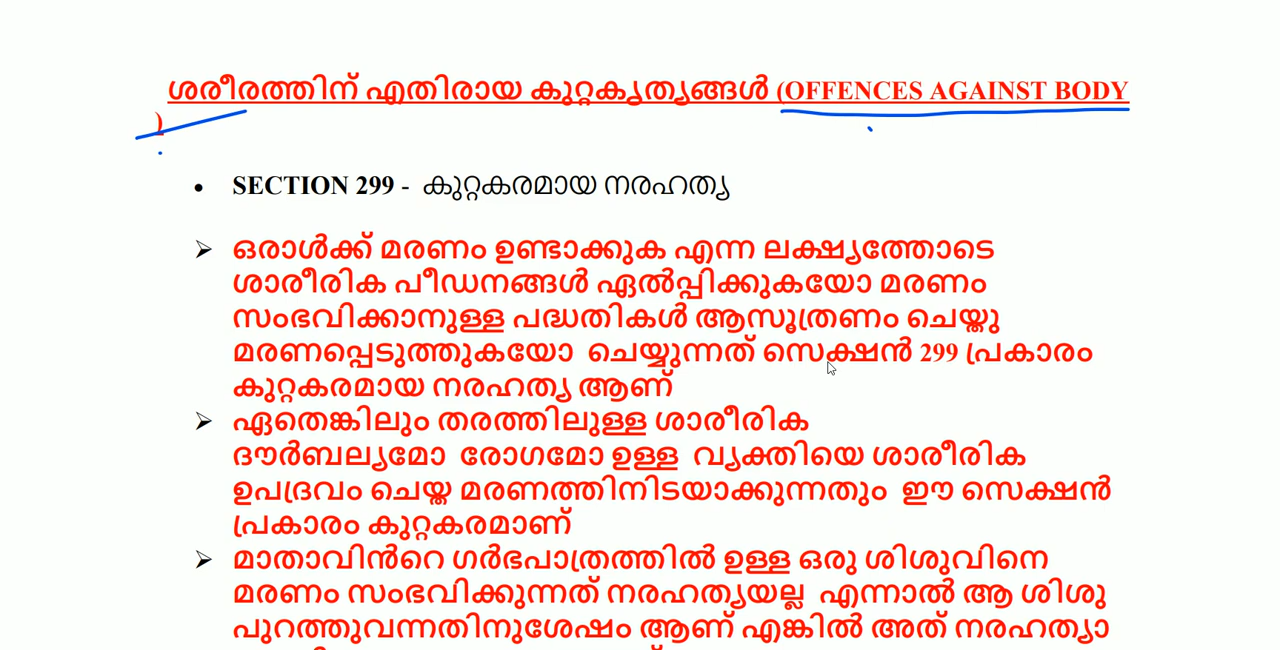 ശരീരത്തിന് എതിരായ കുറ്റകൃത്യങ്ങൾ (OFFENCES AGAINST BODY
)
• SECTION 299 - കുറ്റകരമായ നരഹത്യ
➢ ഒരാൾക്ക് മരണം ഉണ്ടാക്കുക എന്ന ലക്ഷ്യത്തോടെ
ശാരീരിക പീഡനങ്ങൾ ഏൽപ്പിക്കുകയോ മരണം
സംഭവിക്കാനുള്ള പദ്ധതികൾ ആസൂത്രണം ചെയ്തു
മരണപ്പെടുത്തുകയോ ചെയ്യുന്നത് സെക്ഷൻ 299 പ്രകാരം
കുറ്റകരമായ നരഹത്യ ആണ്
➢ ഏതെങ്കിലും തരത്തിലുള്ള ശാരീരിക
ദൗർബല്യമോ രോഗമോ ഉള്ള വ്യക്തിയെ ശാരീരിക
ഉപദ്രവം ചെയ്ത മരണത്തിനിടയാക്കുന്നതും ഈ സെക്ഷൻ
പ്രകാരം കുറ്റകരമാണ്
➢ മാതാവിൻറെ ഗർഭപാത്രത്തിൽ ഉള്ള ഒരു ശിശുവിനെ
മരണം സംഭവിക്കുന്നത് നരഹത്യയല്ല എന്നാൽ ആ ശിശു
പുറത്തുവന്നതിനുശേഷം ആണ് എങ്കിൽ അത് നരഹത്യാ